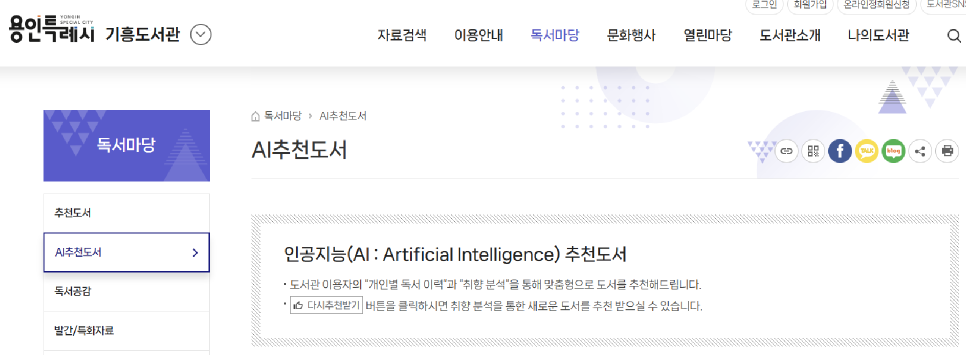 로그인 회원가입 온라인정회원신청 도서관SNS
용인특례시 YONGIN SPECIAL CITY 기흥도서관
자료검색 이용안내 독서마당 문화행사 열린마당 도서관소개 나의도서관
독서마당 › AI추천도서
독서마당
AI추천도서
TALK blog
추천도서
AI추천도서
독서공감
발간/특화자료
인공지능(AI : Artificial Intelligence) 추천도서
· 도서관 이용자의 "개인별 독서 이력"과 "취향 분석"을 통해 맞춤형으로 도서를 추천해드립니다.
· 다시추천받기 버튼을 클릭하시면 취향 분석을 통한 새로운 도서를 추천 받으실 수 있습니다.